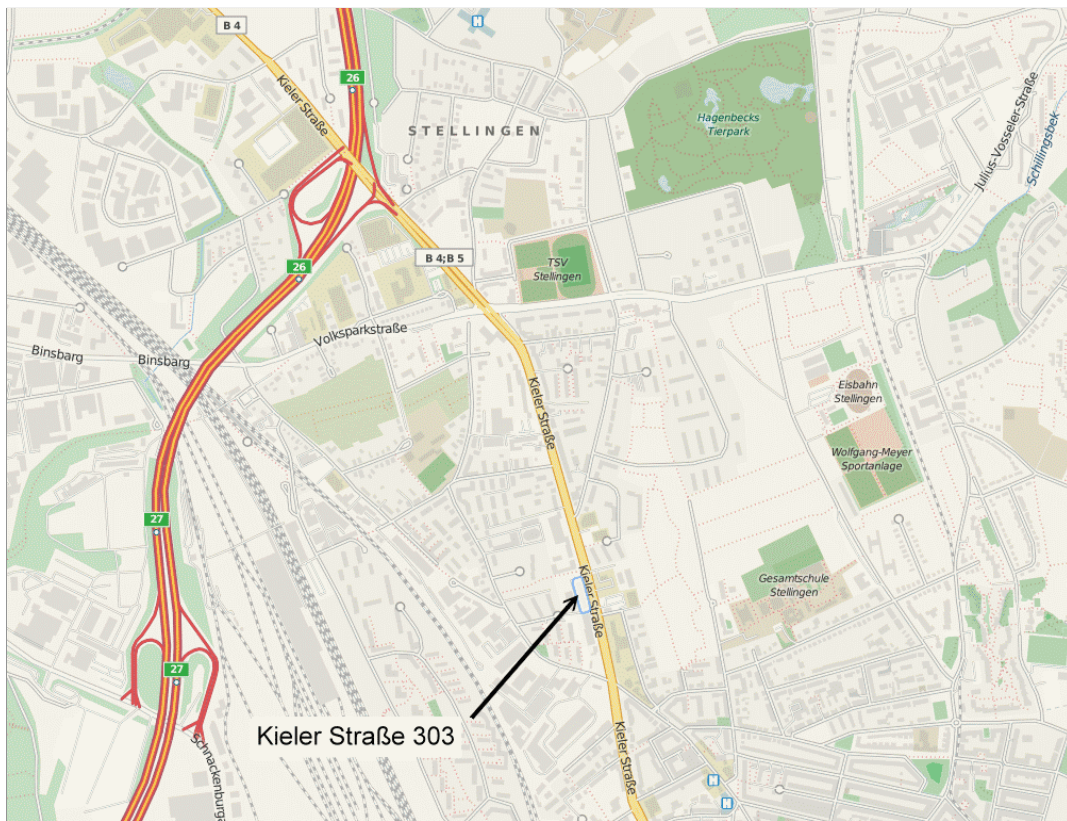 B 4
H
Kieler Straße
26
STELLINGEN
Hagenbecks
Tierpark
Julius-Vosseler-Straße
Schillingsbek
B 4;B 5
TSV
Stellingen
26
Volksparkstraße
Binsbarg
Binsbarg
Kieler Straße
Eisbahn
Stellingen
Wolfgang-Meyer
Sportanlage
27
Kieler Straße
Gesamtschule
Stellingen
27
Kieler Straße 303
Schnackenburga
Kieler Straße
H
H